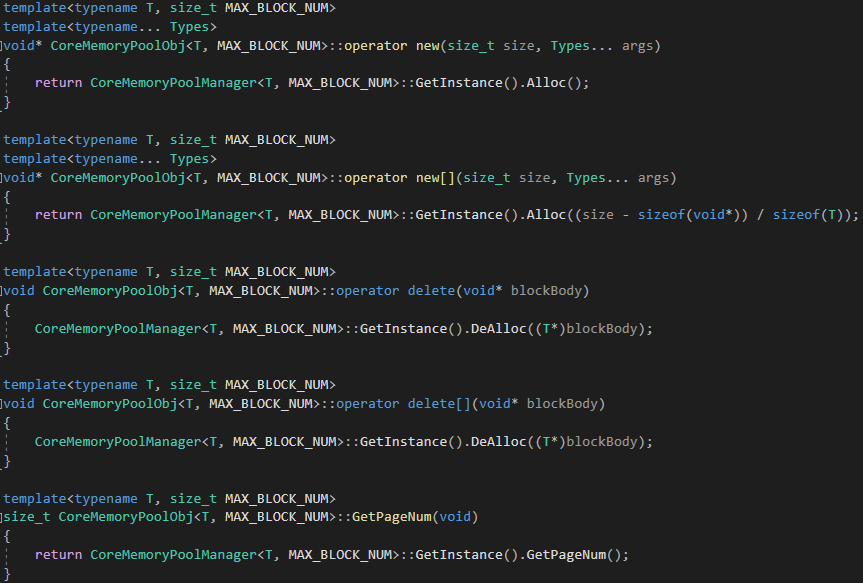 template<typename T, size_t MAX_BLOCK_NUM>
template<typename... Types>
void* CoreMemoryPoolObj<T, MAX_BLOCK_NUM>::operator new(size_t size, Types... args)
{
    return CoreMemoryPoolManager<T, MAX_BLOCK_NUM>::GetInstance().Alloc();
}

template<typename T, size_t MAX_BLOCK_NUM>
template<typename... Types>
void* CoreMemoryPoolObj<T, MAX_BLOCK_NUM>::operator new[](size_t size, Types... args)
{
    return CoreMemoryPoolManager<T, MAX_BLOCK_NUM>::GetInstance().Alloc((size - sizeof(void*)) / sizeof(T));
}

template<typename T, size_t MAX_BLOCK_NUM>
void CoreMemoryPoolObj<T, MAX_BLOCK_NUM>::operator delete(void* blockBody)
{
    CoreMemoryPoolManager<T, MAX_BLOCK_NUM>::GetInstance().DeAlloc((T*)blockBody);
}

template<typename T, size_t MAX_BLOCK_NUM>
void CoreMemoryPoolObj<T, MAX_BLOCK_NUM>::operator delete[](void* blockBody)
{
    CoreMemoryPoolManager<T, MAX_BLOCK_NUM>::GetInstance().DeAlloc((T*)blockBody);
}

template<typename T, size_t MAX_BLOCK_NUM>
size_t CoreMemoryPoolObj<T, MAX_BLOCK_NUM>::GetPageNum(void)
{
    return CoreMemoryPoolManager<T, MAX_BLOCK_NUM>::GetInstance().GetPageNum();
}